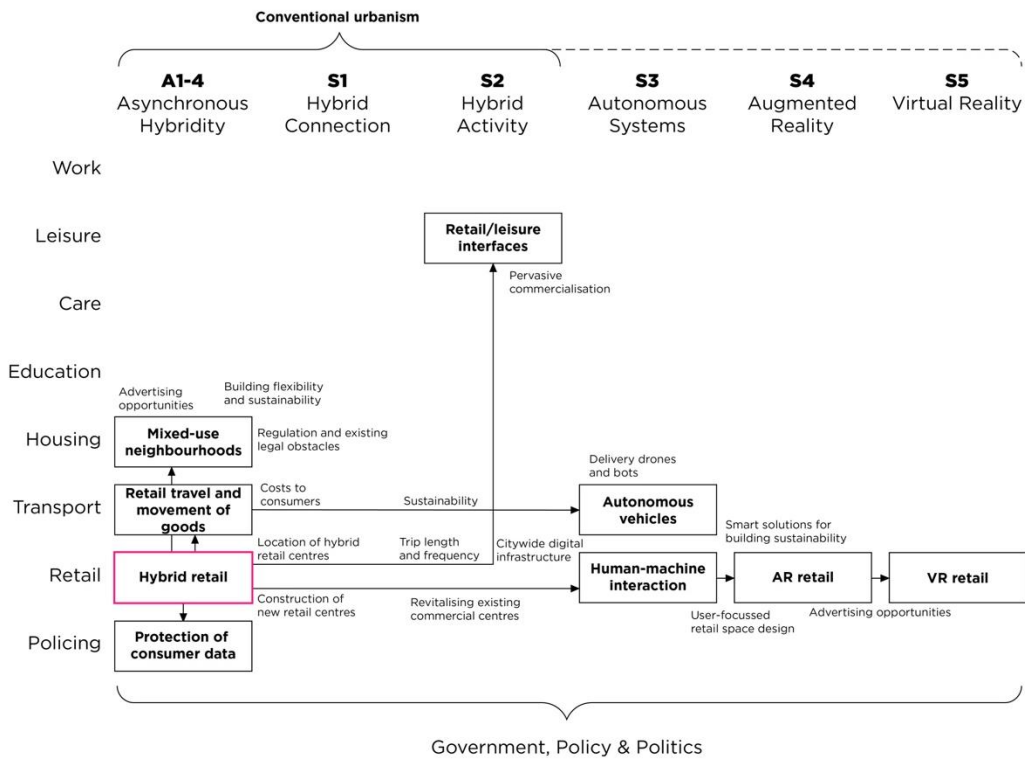 Conventional urbanism
A1-4
Asynchronous
Hybridity
S1
Hybrid
Connection
S2
Hybrid
Activity
S3
Autonomous
Systems
S4
Augmented
Reality
S5
Virtual Reality
Work
Leisure
Retail/leisure
interfaces
Pervasive
commercialisation
Care
Education
Advertising
opportunities
Building flexibility
and sustainability
Housing
Mixed-use
neighbourhoods
Regulation and existing
legal obstacles
Delivery drones
and bots
Transport
Retail travel and
movement of
goods
Costs to
consumers
Sustainability
Autonomous
vehicles
Smart solutions for
building sustainability
Location of hybrid
retail centres
Trip length
and frequency
Citywide digital
infrastructure
Retail
Hybrid retail
Human-machine
interaction
AR retail
VR retail
Construction of
new retail centres
Revitalising existing
commercial centres
User-focussed
retail space design
Advertising opportunities
Policing
Protection of
consumer data
Government, Policy & Politics